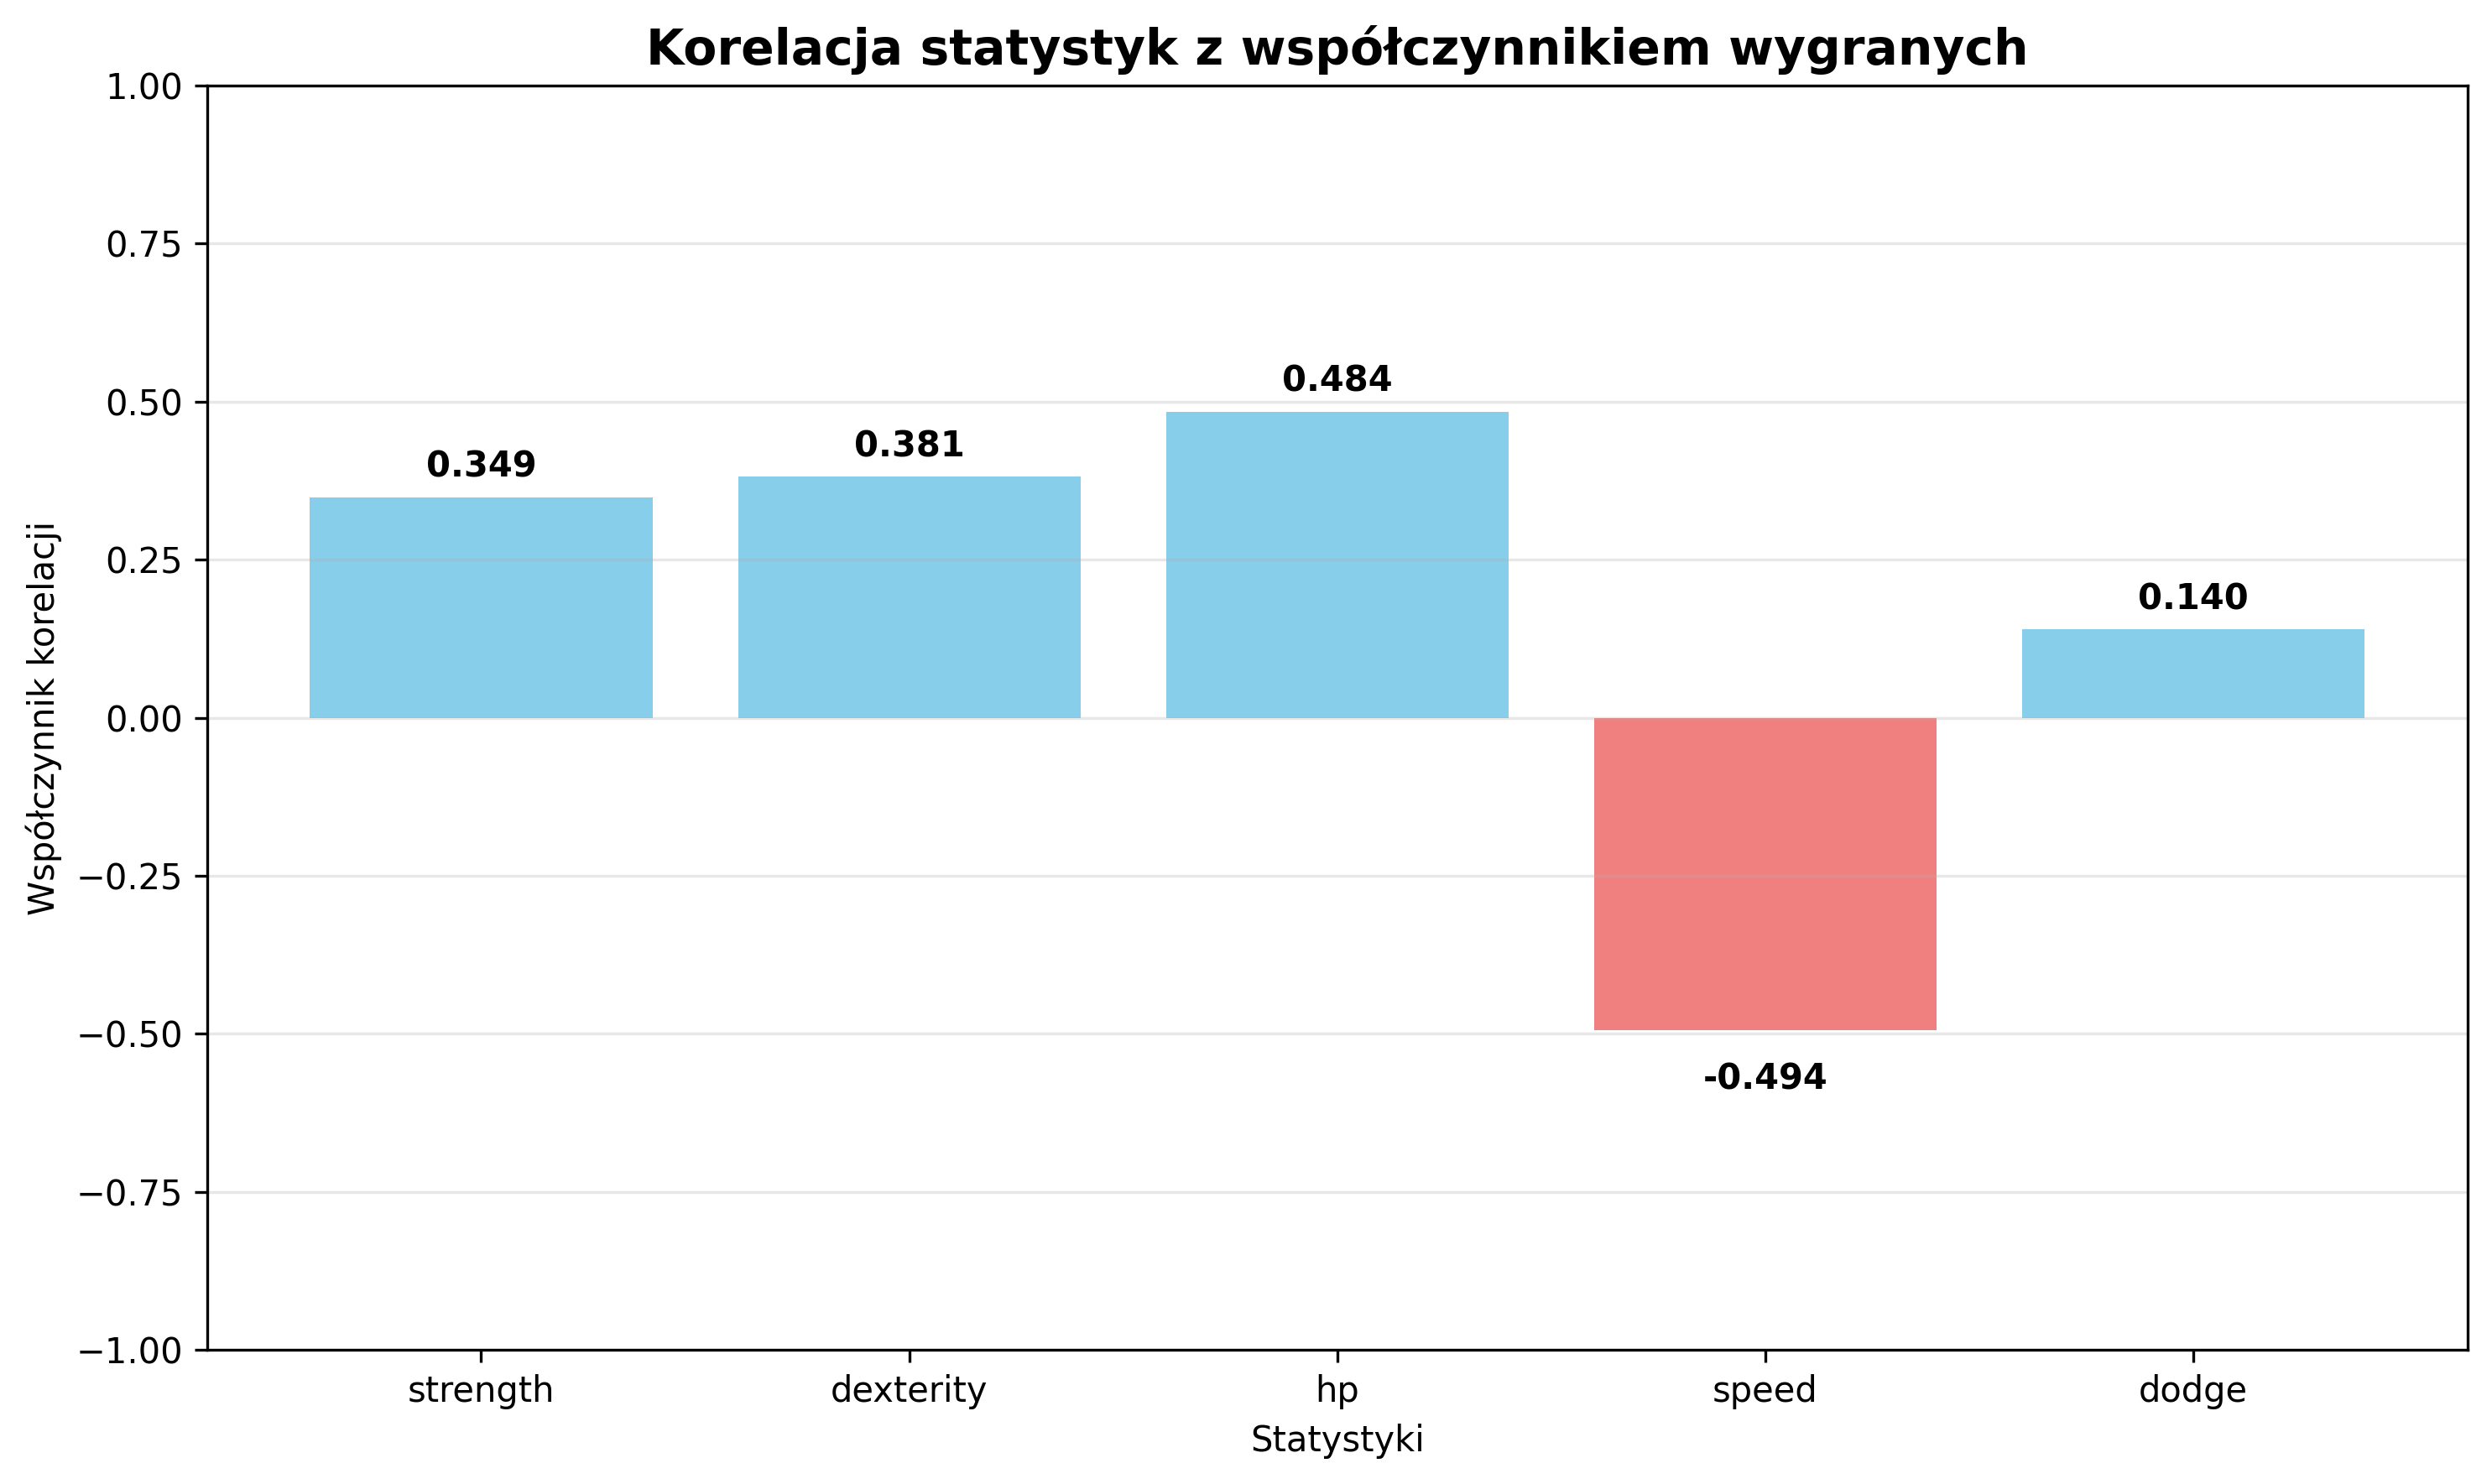 Korelacja statystyk z współczynnikiem wygranych
1.00
0.75
0.50
0.25
0.00
−0.25
−0.50
−0.75
−1.00
Współczynnik korelacji
0.349
0.381
0.484
-0.494
0.140
strength
dexterity
hp
speed
dodge
Statystyki